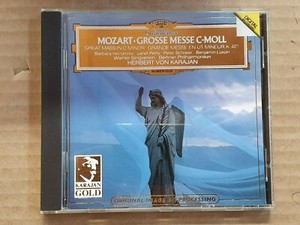 MOZART · GROSSE MESSE C-MOLL
GREAT MASS IN C MINOR · GRANDE MESSE EN UT MINEUR K. 427
Barbara Hendricks · Janet Perry · Peter Schreier · Benjamin Luxon
Wiener Singverein · Berliner Philharmoniker
HERBERT VON KARAJAN
DIGITAL
KARAJAN
GOLD
ORIGINAL-IMAGE BIT-PROCESSING